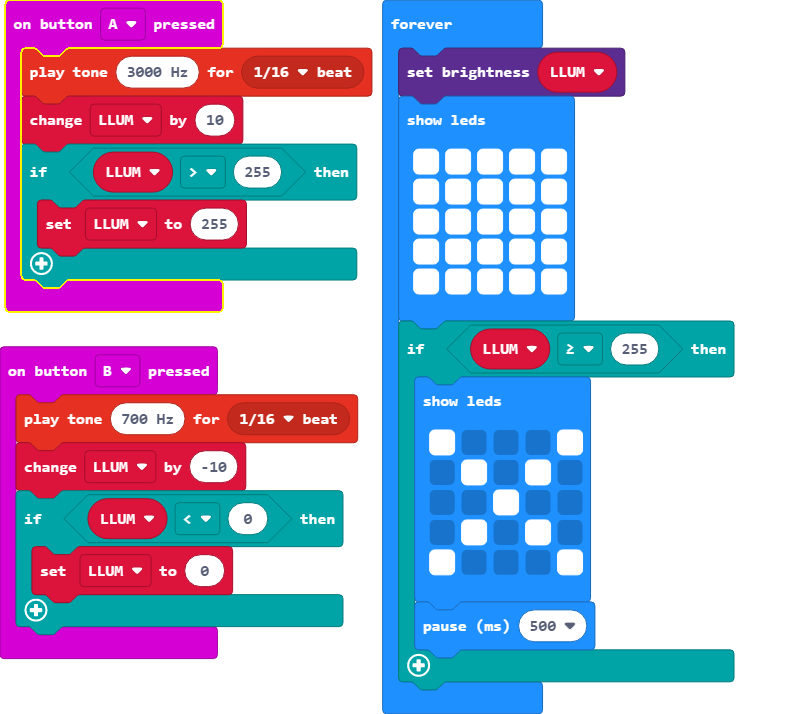 on button A pressed
play tone 3000 Hz for 1/16 beat
change LLUM by 10
if LLUM > 255 then
set LLUM to 255
on button B pressed
play tone 700 Hz for 1/16 beat
change LLUM by -10
if LLUM < 0 then
set LLUM to 0
forever
set brightness LLUM
show leds
if LLUM ≥ 255 then
show leds
pause (ms) 500